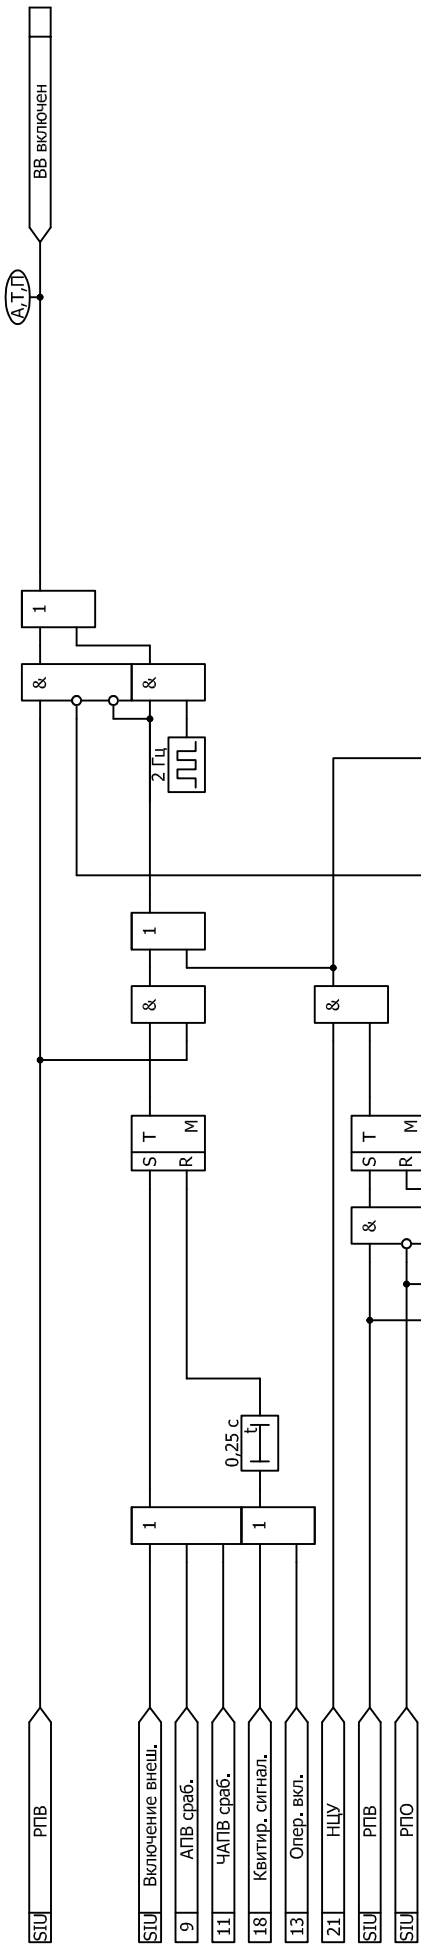 ВВ включен
А,Т,П
1
&
&
2 Гц
1
&
&
S T
R M
S T
R M
&
0,25 с
t
1
1
SIU РПВ
SIU Включение внеш.
9 АПВ сраб.
11 ЧАПВ сраб.
18 Квитир. сигнал.
13 Опер. вкл.
21 НЦУ
SIU РПВ
SIU РПО